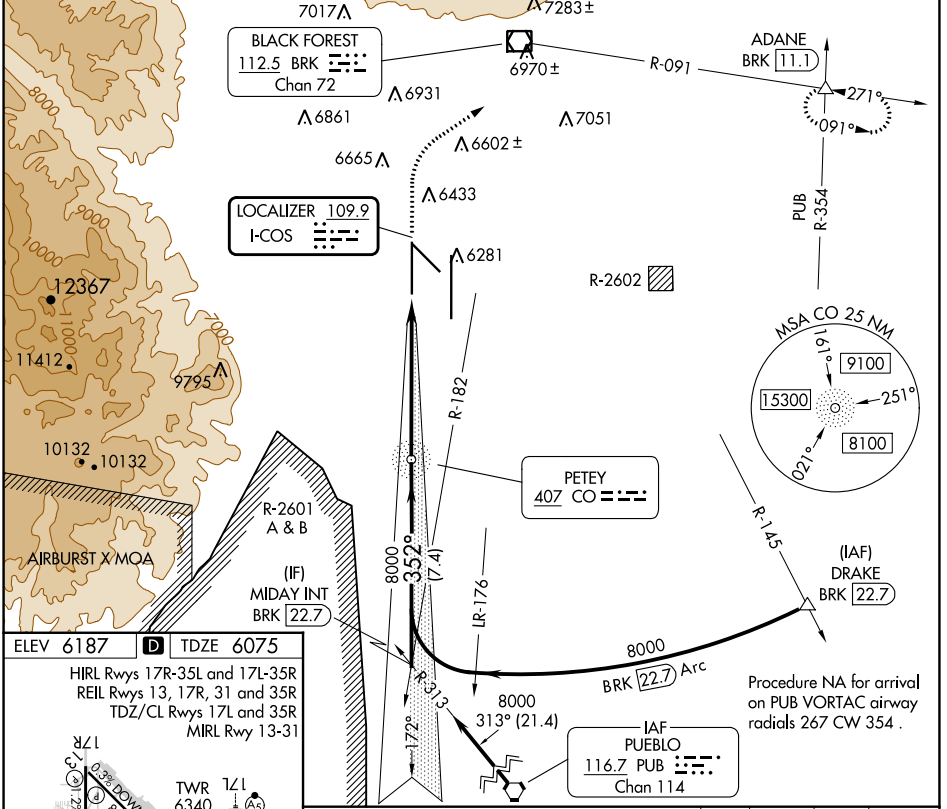 7017
7283±
BLACK FOREST
112.5 BRK
Chan 72
6970±
R-091
ADANE
BRK 11.1
271°
091°
8000
6931
6861
7051
6602±
6665
6433
PUB
R-354
9000
LOCALIZER 109.9
I-COS
10000
6281
R-2602
12367
11000
7000
11412
9795
MSA CO 25 NM
191°
9100
15300
251°
8100
021°
R-182
10132
10132
PETEY
407 CO
R-2601
A & B
R-145
AIRBURST X MOA
8000
352°
(7.4)
LR-176
(IF)
MIDAY INT
BRK 22.7
(IAF)
DRAKE
BRK 22.7
8000
BRK 22.7 Arc
ELEV 6187 D TDZE 6075
HIRL Rwys 17R-35L and 17L-35R
REIL Rwys 13, 17R, 31 and 35R
TDZ/CL Rwys 17L and 35R
MIRL Rwy 13-31
R-313
172°
8000
313° (21.4)
Procedure NA for arrival
on PUB VORTAC airway
radials 267 CW 354 .
IAF
PUEBLO
116.7 PUB
Chan 114
17R
0.3% DOWN
P
P
TWR
6340
17L
A5